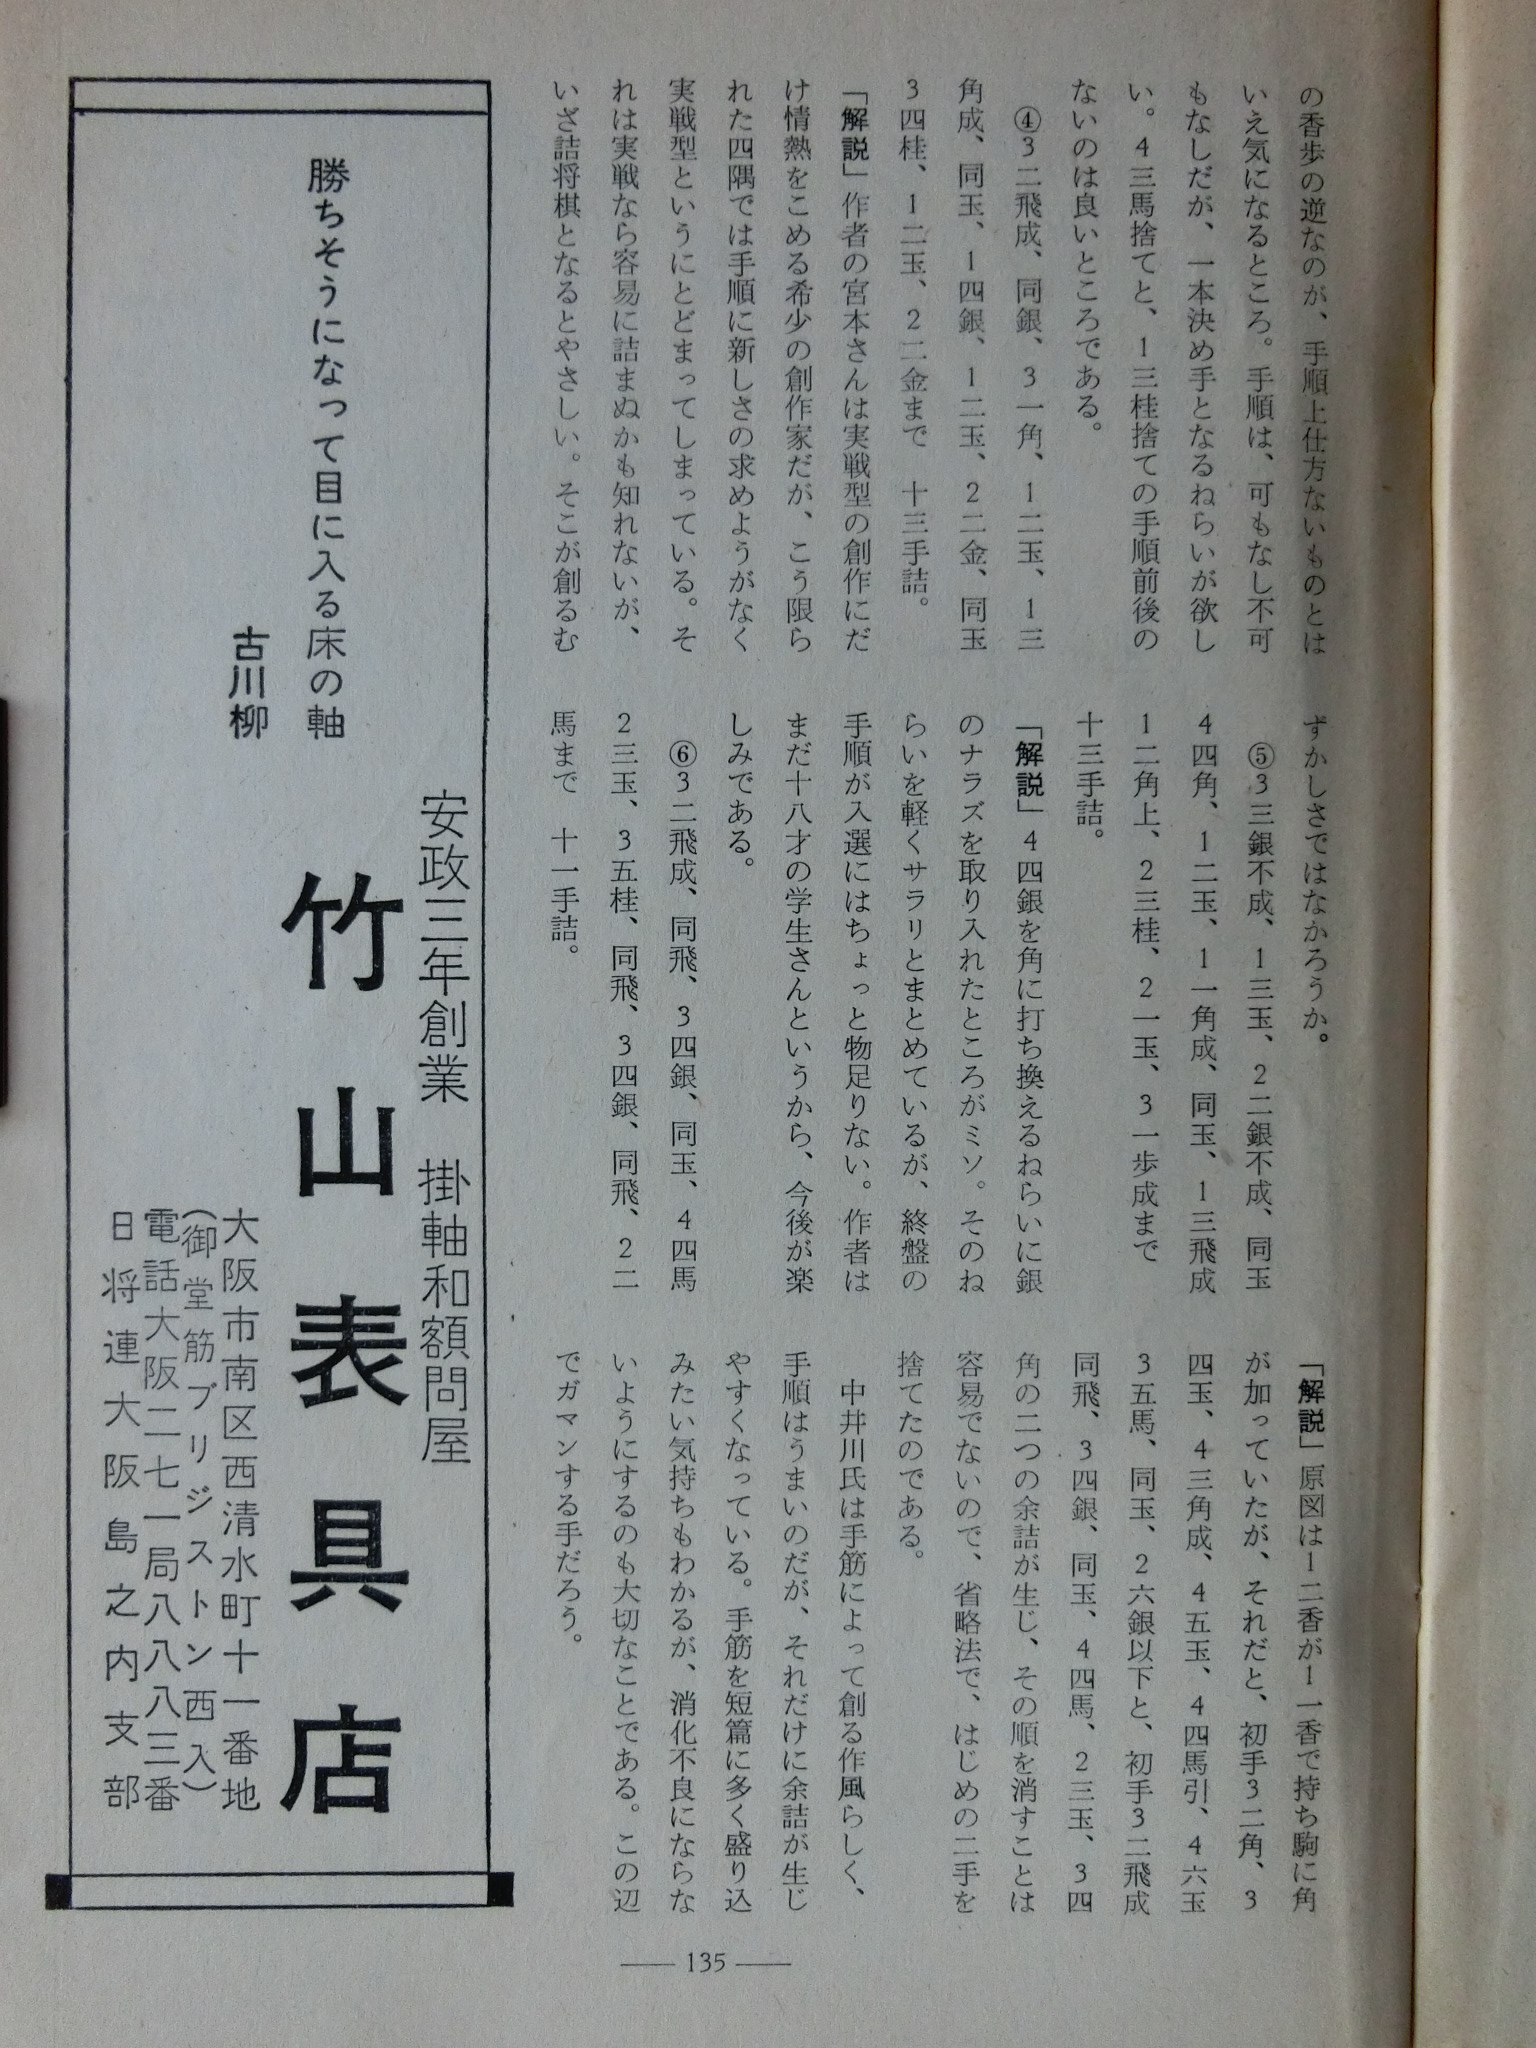 の香歩の逆なのが、手順上仕方ないものとは
いえ気になるところ。手順は、可もなし不可
もなしだが、一本決め手となるねらいが欲し
い。4三馬捨てと、1三桂捨ての手順前後の
ないのは良いところである。
④3二飛成、同銀、3一角、1二玉、1三
角成、同玉、1四銀、1二玉、2二金、同玉
3四桂、1二玉、2二金まで　十三手詰。
「解説」作者の宮本さんは実戦型の創作にだ
け情熱をこめる希少の創作家だが、こう限ら
れた四隅では手順に新しさの求めようがなく
実戦型というにとどまってしまっている。そ
れは実戦なら容易に詰まぬかも知れないが、
いざ詰将棋となるとやさしい。そこが創るむ
ずかしさではなかろうか。
⑤3三銀不成、1三玉、2二銀不成、同玉
4四角、1二玉、1一角成、同玉、1三飛成
1二角上、2三桂、2一玉、3一歩成まで
十三手詰。
「解説」4四銀を角に打ち換えるねらいに銀
のナラズを取り入れたところがミソ。そのね
らいを軽くサラリとまとめているが、終盤の
手順が入選にはちょっと物足りない。作者は
まだ十八才の学生さんというから、今後が楽
しみである。
⑥3二飛成、同飛、3四銀、同玉、4四馬
2三玉、3五桂、同飛、3四銀、同飛、2二
馬まで　十一手詰。
「解説」原図は1二香が1一香で持ち駒に角
が加っていたが、それだと、初手3二角、3
四玉、4三角成、4五玉、4四馬引、4六玉
3五馬、同玉、2六銀以下と、初手3二飛成
同飛、3四銀、同玉、4四馬、2三玉、3四
角の二つの余詰が生じ、その順を消すことは
容易でないので、省略法で、はじめの二手を
捨てたのである。
中井川氏は手筋によって創る作風らしく、
手順はうまいのだが、それだけに余詰が生じ
やすくなっている。手筋を短篇に多く盛り込
みたい気持ちもわかるが、消化不良にならな
いようにするのも大切なことである。この辺
でガマンする手だろう。
安政三年創業　掛軸和額問屋
勝ちそうになって目に入る床の軸
古川柳
竹山表具店
大阪市南区西清水町十一番地
(御堂筋ブリジストン西入)
電話大阪二七一局八八八三番
日将連大阪島之内支部
— 135 —